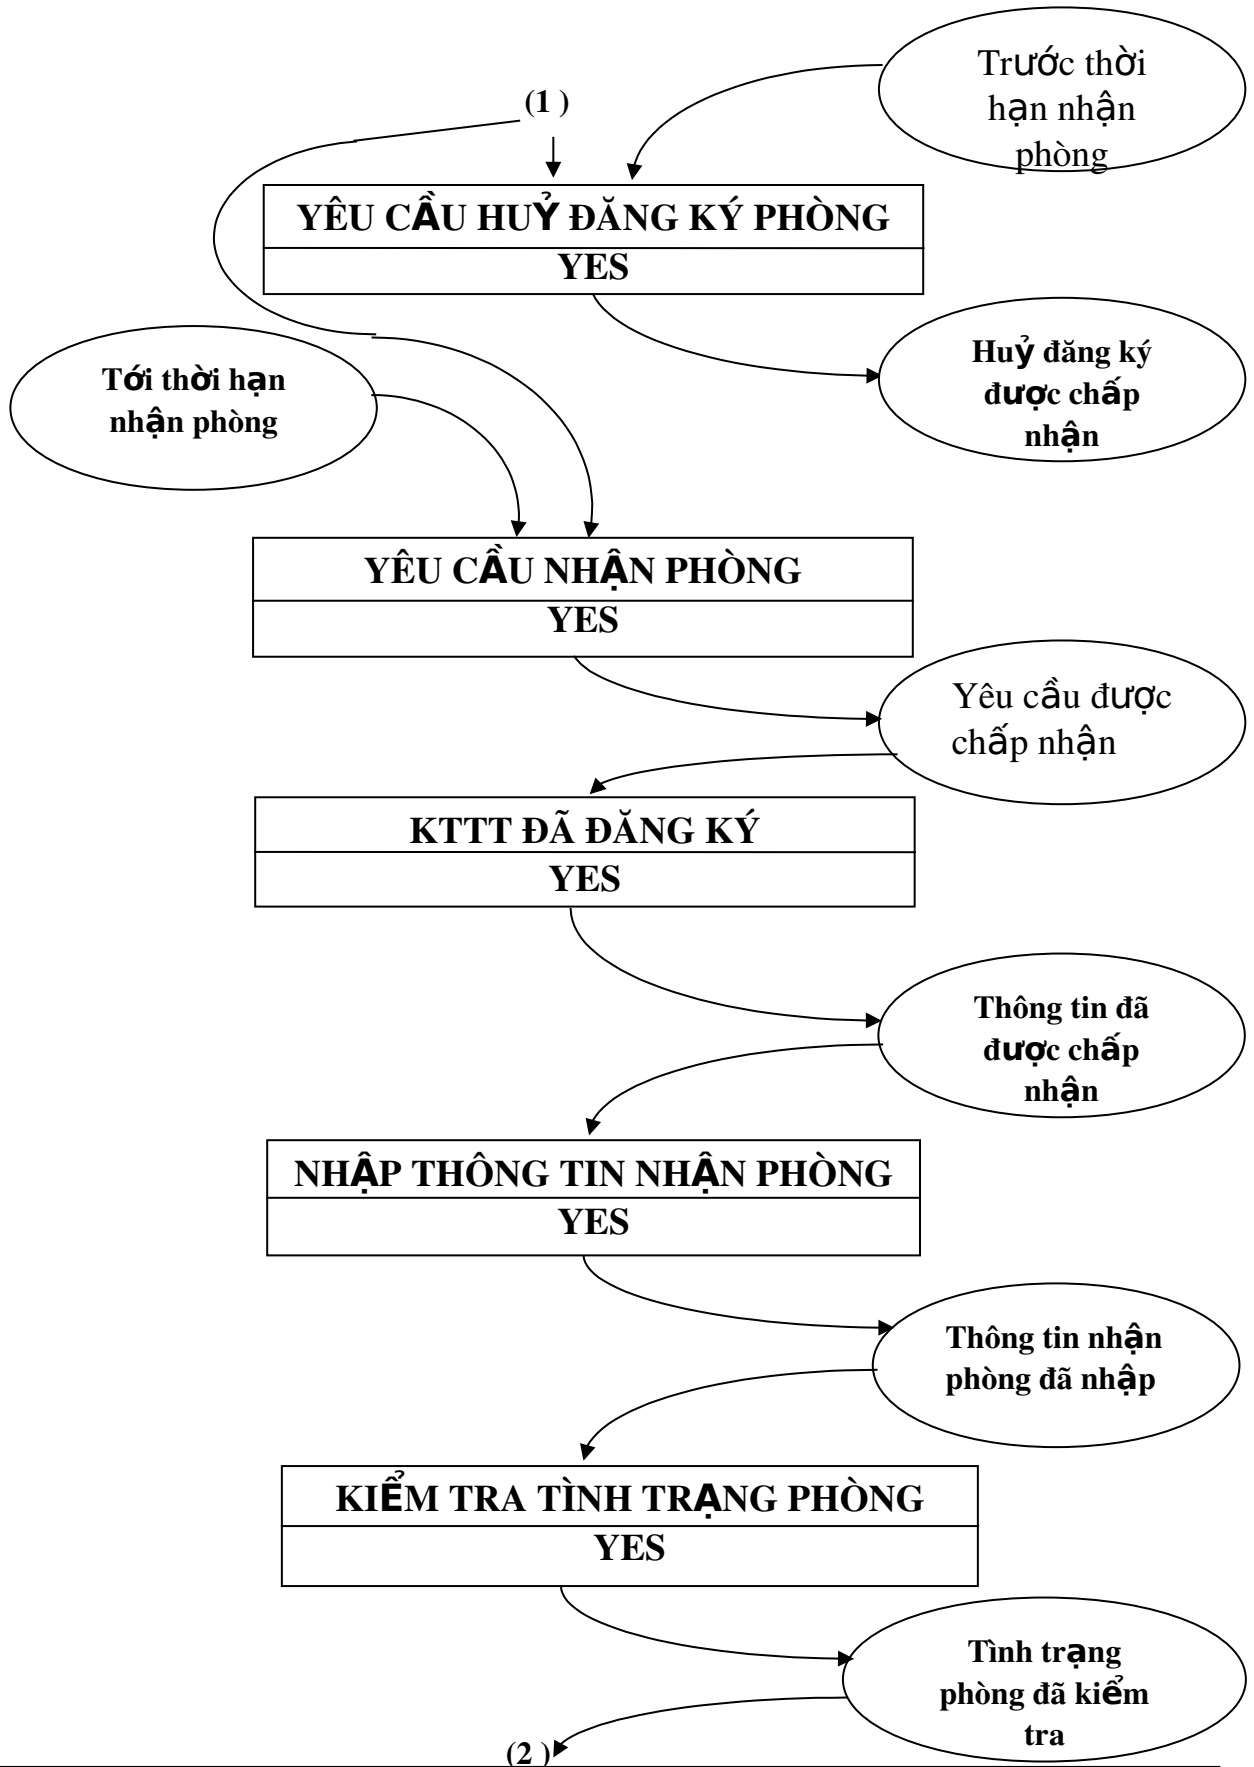 Trước thời
hạn nhận
phòng
(1 )
YÊU CẦU HUỶ ĐĂNG KÝ PHÒNG
YES
Huỷ đăng ký
được chấp
nhận
Tới thời hạn
nhận phòng
YÊU CẦU NHẬN PHÒNG
YES
Yêu cầu được
chấp nhận
KTTT ĐÃ ĐĂNG KÝ
YES
Thông tin đã
được chấp
nhận
NHẬP THÔNG TIN NHẬN PHÒNG
YES
Thông tin nhận
phòng đã nhập
KIỂM TRA TÌNH TRẠNG PHÒNG
YES
Tình trạng
phòng đã kiểm
tra
(2 )